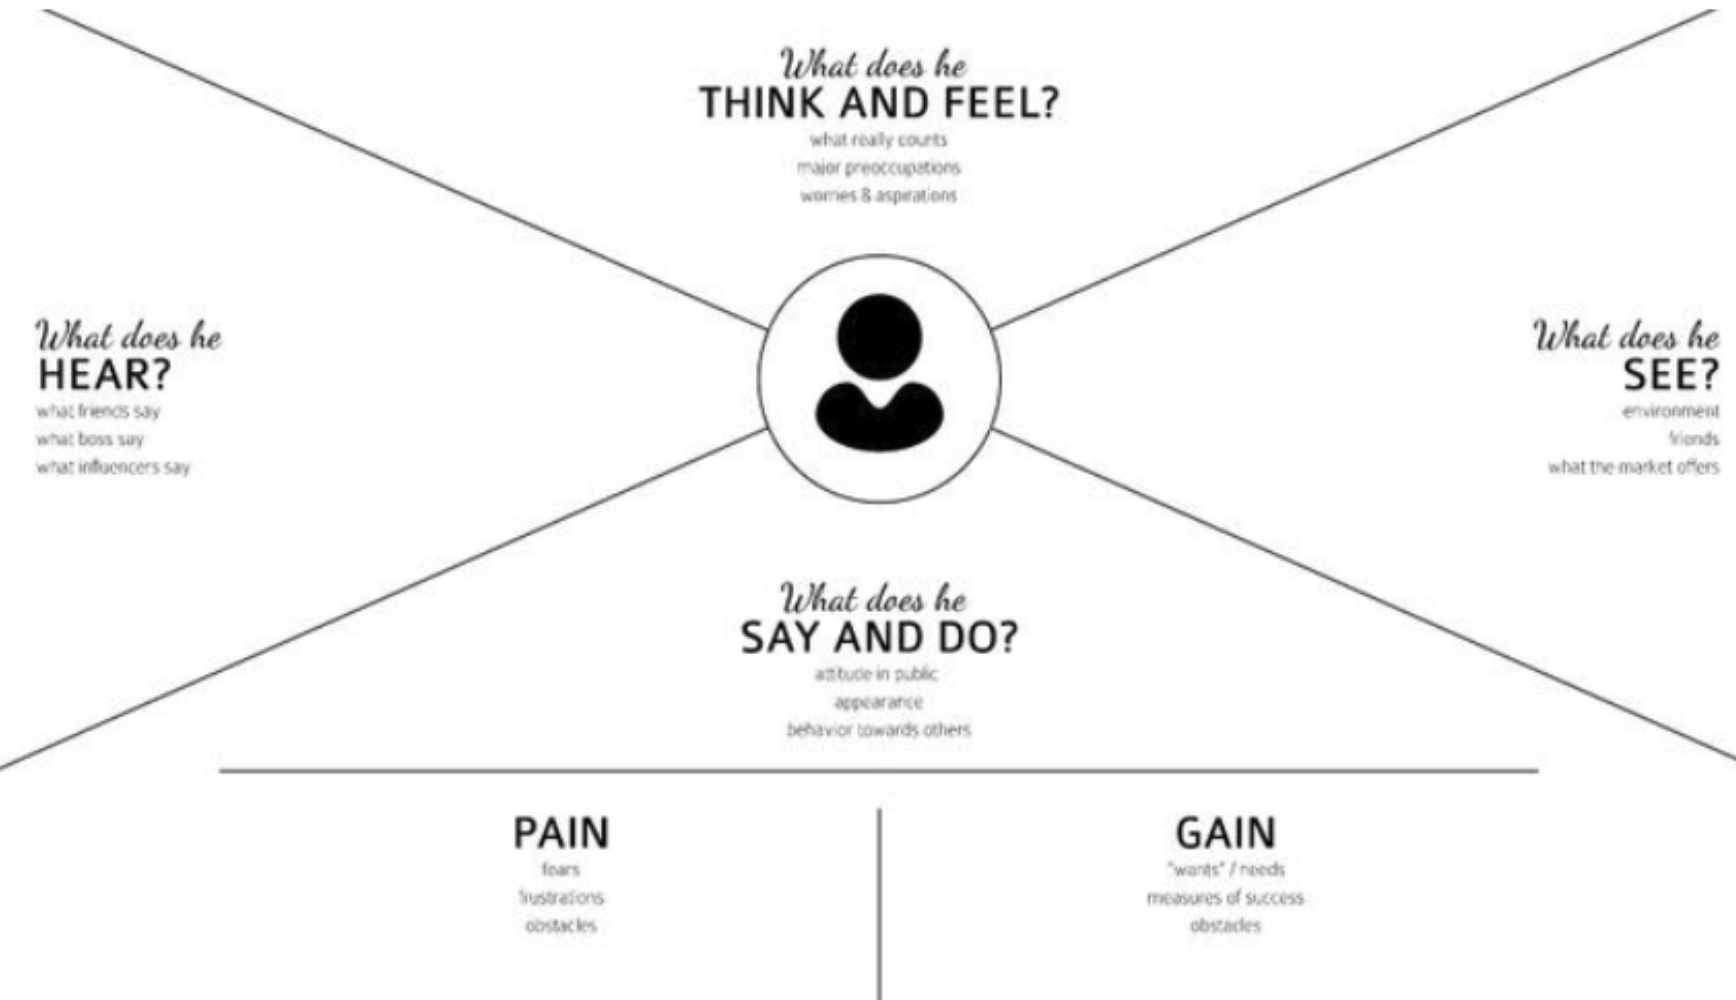 What does he
THINK AND FEEL?
what really counts
major preoccupations
worries & aspirations
What does he
HEAR?
what friends say
what boss say
what influencers say
What does he
SEE?
environment
friends
what the market offers
What does he
SAY AND DO?
attitude in public
appearance
behavior towards others
PAIN
fears
frustrations
obstacles
GAIN
"wants" / needs
measures of success
obstacles